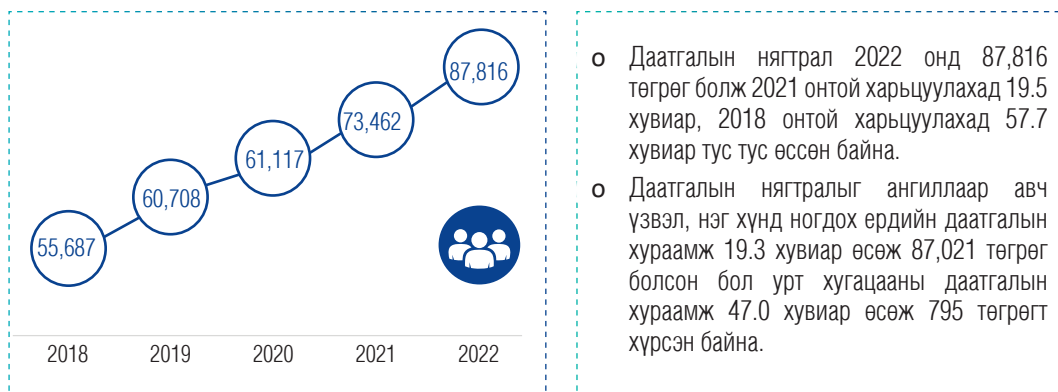 55,687
60,708
61,117
73,462
87,816
2018 2019 2020 2021 2022
o Даатгалын нягтрал 2022 онд 87,816
төгрөг болж 2021 онтой харьцуулахад 19.5
хувиар, 2018 онтой харьцуулахад 57.7
хувиар тус тус өссөн байна.
o Даатгалын нягтралыг ангиллаар авч
үзвэл, нэг хүнд ногдох ердийн даатгалын
хураамж 19.3 хувиар өсөж 87,021 төгрөг
болсон бол урт хугацааны даатгалын
хураамж 47.0 хувиар өсөж 795 төгрөгт
хүрсэн байна.